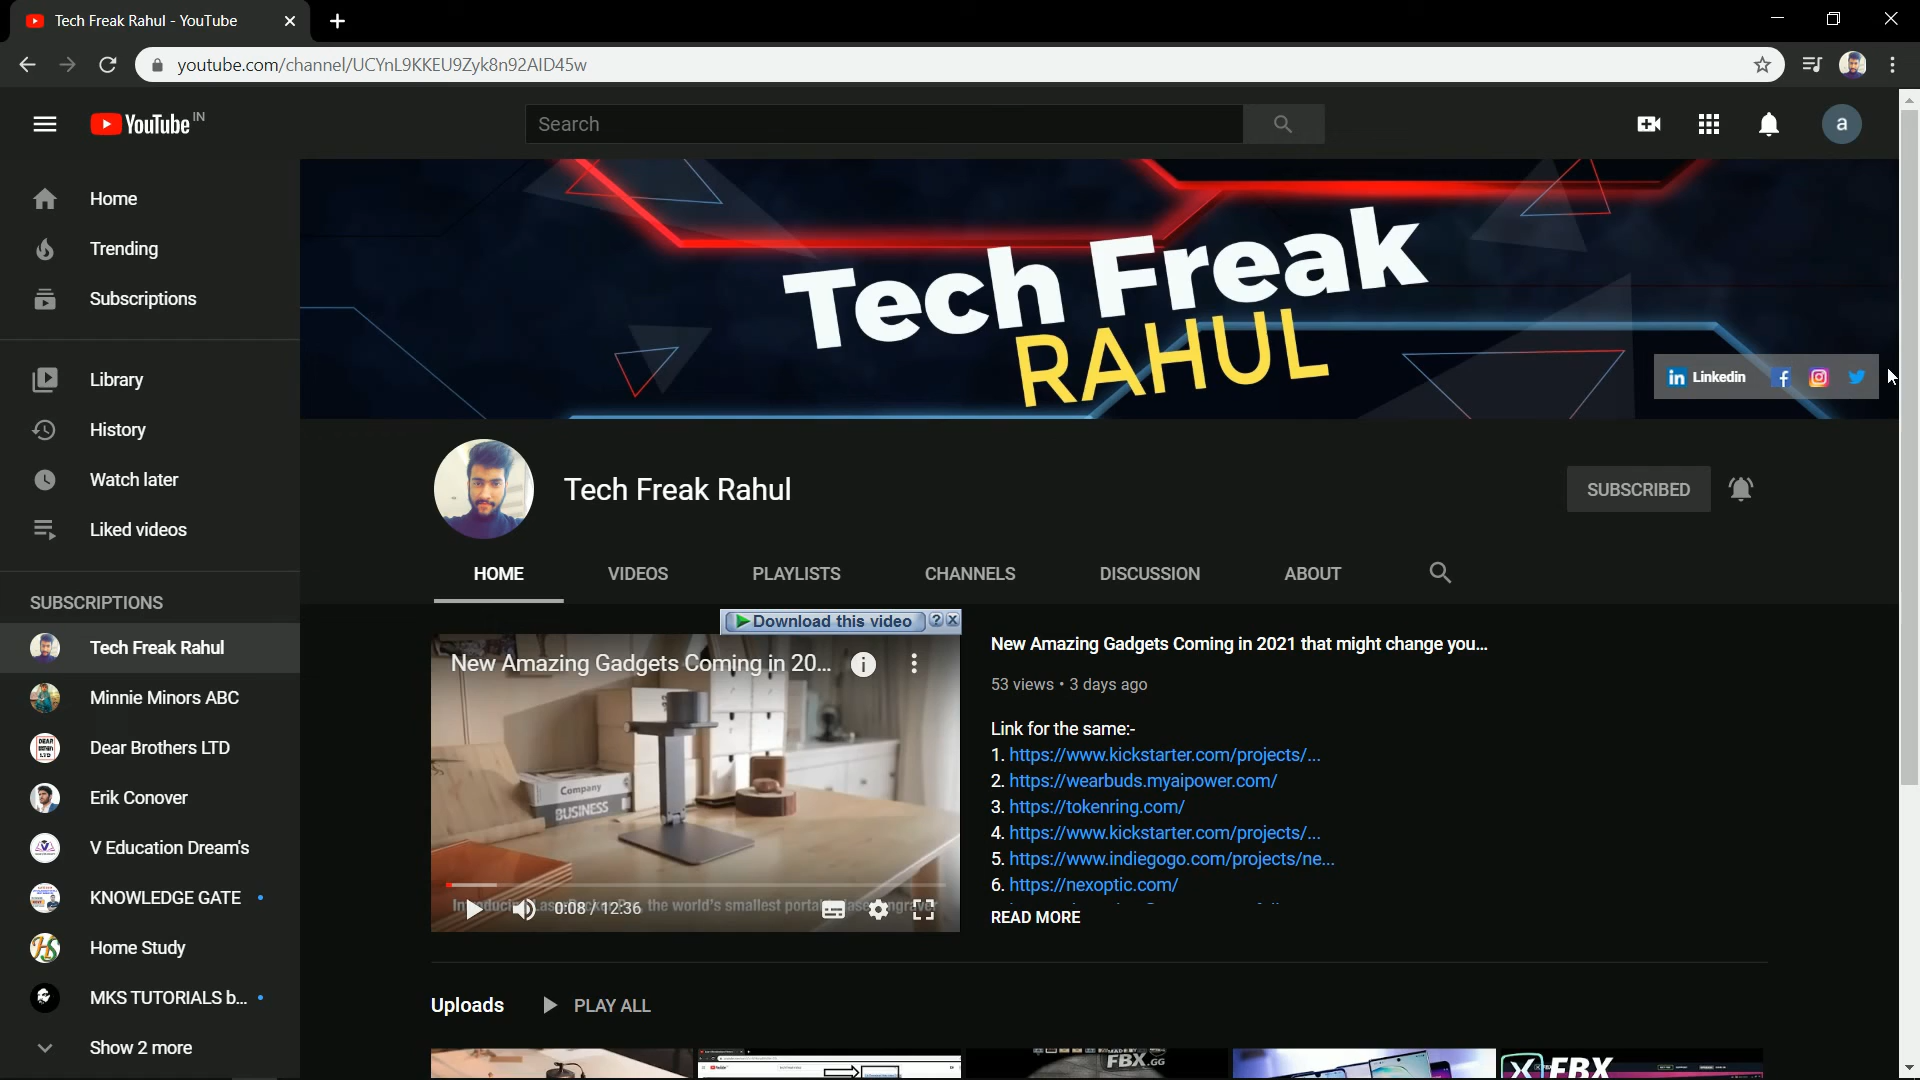 Tech Freak Rahul - YouTube
youtube.com/channel/UCYnL9KKEU9Zyk8n92AID45w
YouTube IN
Search
a
Home
Trending
Subscriptions
Library
History
Watch later
Liked videos
SUBSCRIPTIONS
Tech Freak Rahul
Minnie Minors ABC
Dear Brothers LTD
Erik Conover
V Education Dream's
KNOWLEDGE GATE
Home Study
MKS TUTORIALS b...
Show 2 more
Tech Freak
RAHUL
Linkedin
Tech Freak Rahul
SUBSCRIBED
HOME
VIDEOS
PLAYLISTS
CHANNELS
DISCUSSION
ABOUT
Download this video
New Amazing Gadgets Coming in 20...
Company
BUSINESS
0:08 / 12:36
New Amazing Gadgets Coming in 2021 that might change you...
53 views • 3 days ago
Link for the same:-
1. https://www.kickstarter.com/projects/...
2. https://wearbuds.myaipower.com/
3. https://tokenring.com/
4. https://www.kickstarter.com/projects/...
5. https://www.indiegogo.com/projects/ne...
6. https://nexoptic.com/
READ MORE
Uploads
PLAY ALL
FBX.GG
FBX